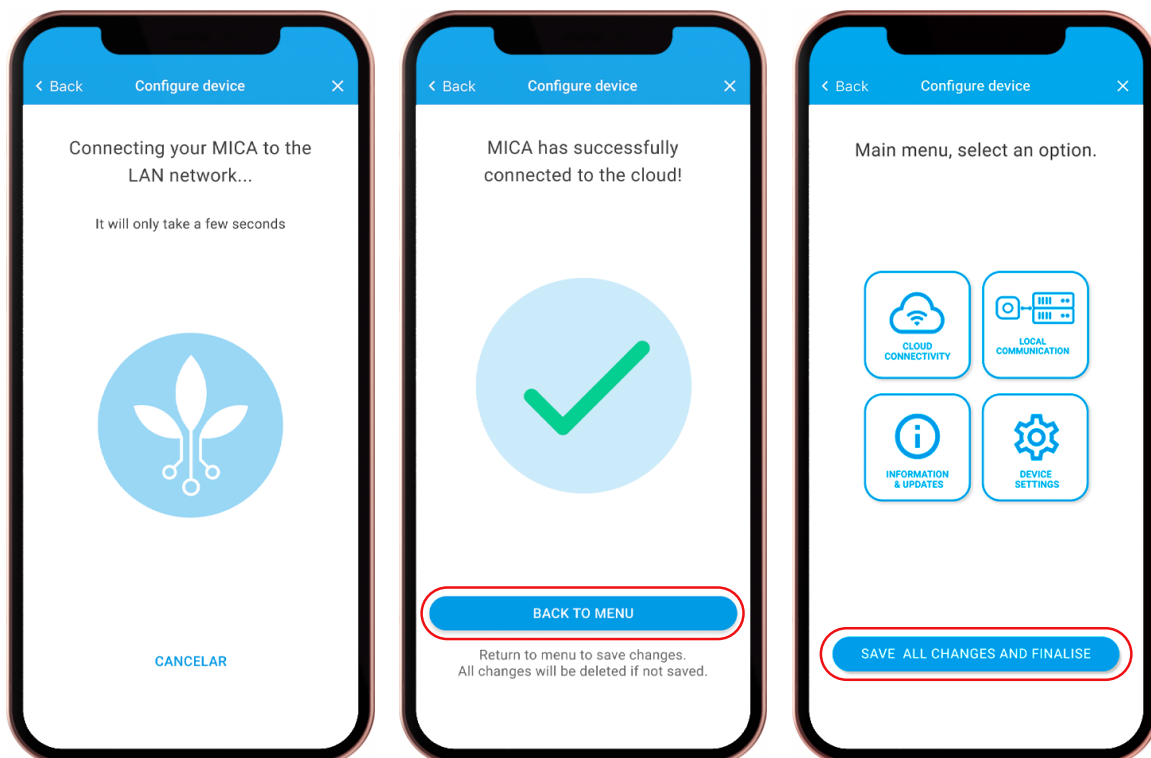 Back
Configure device
Connecting your MICA to the
LAN network...
It will only take a few seconds
CANCELAR
Back
Configure device
MICA has successfully
connected to the cloud!
BACK TO MENU
Return to menu to save changes.
All changes will be deleted if not saved.
Back
Configure device
Main menu, select an option.
CLOUD
CONNECTIVITY
LOCAL
COMMUNICATION
INFORMATION
& UPDATES
DEVICE
SETTINGS
SAVE ALL CHANGES AND FINALISE